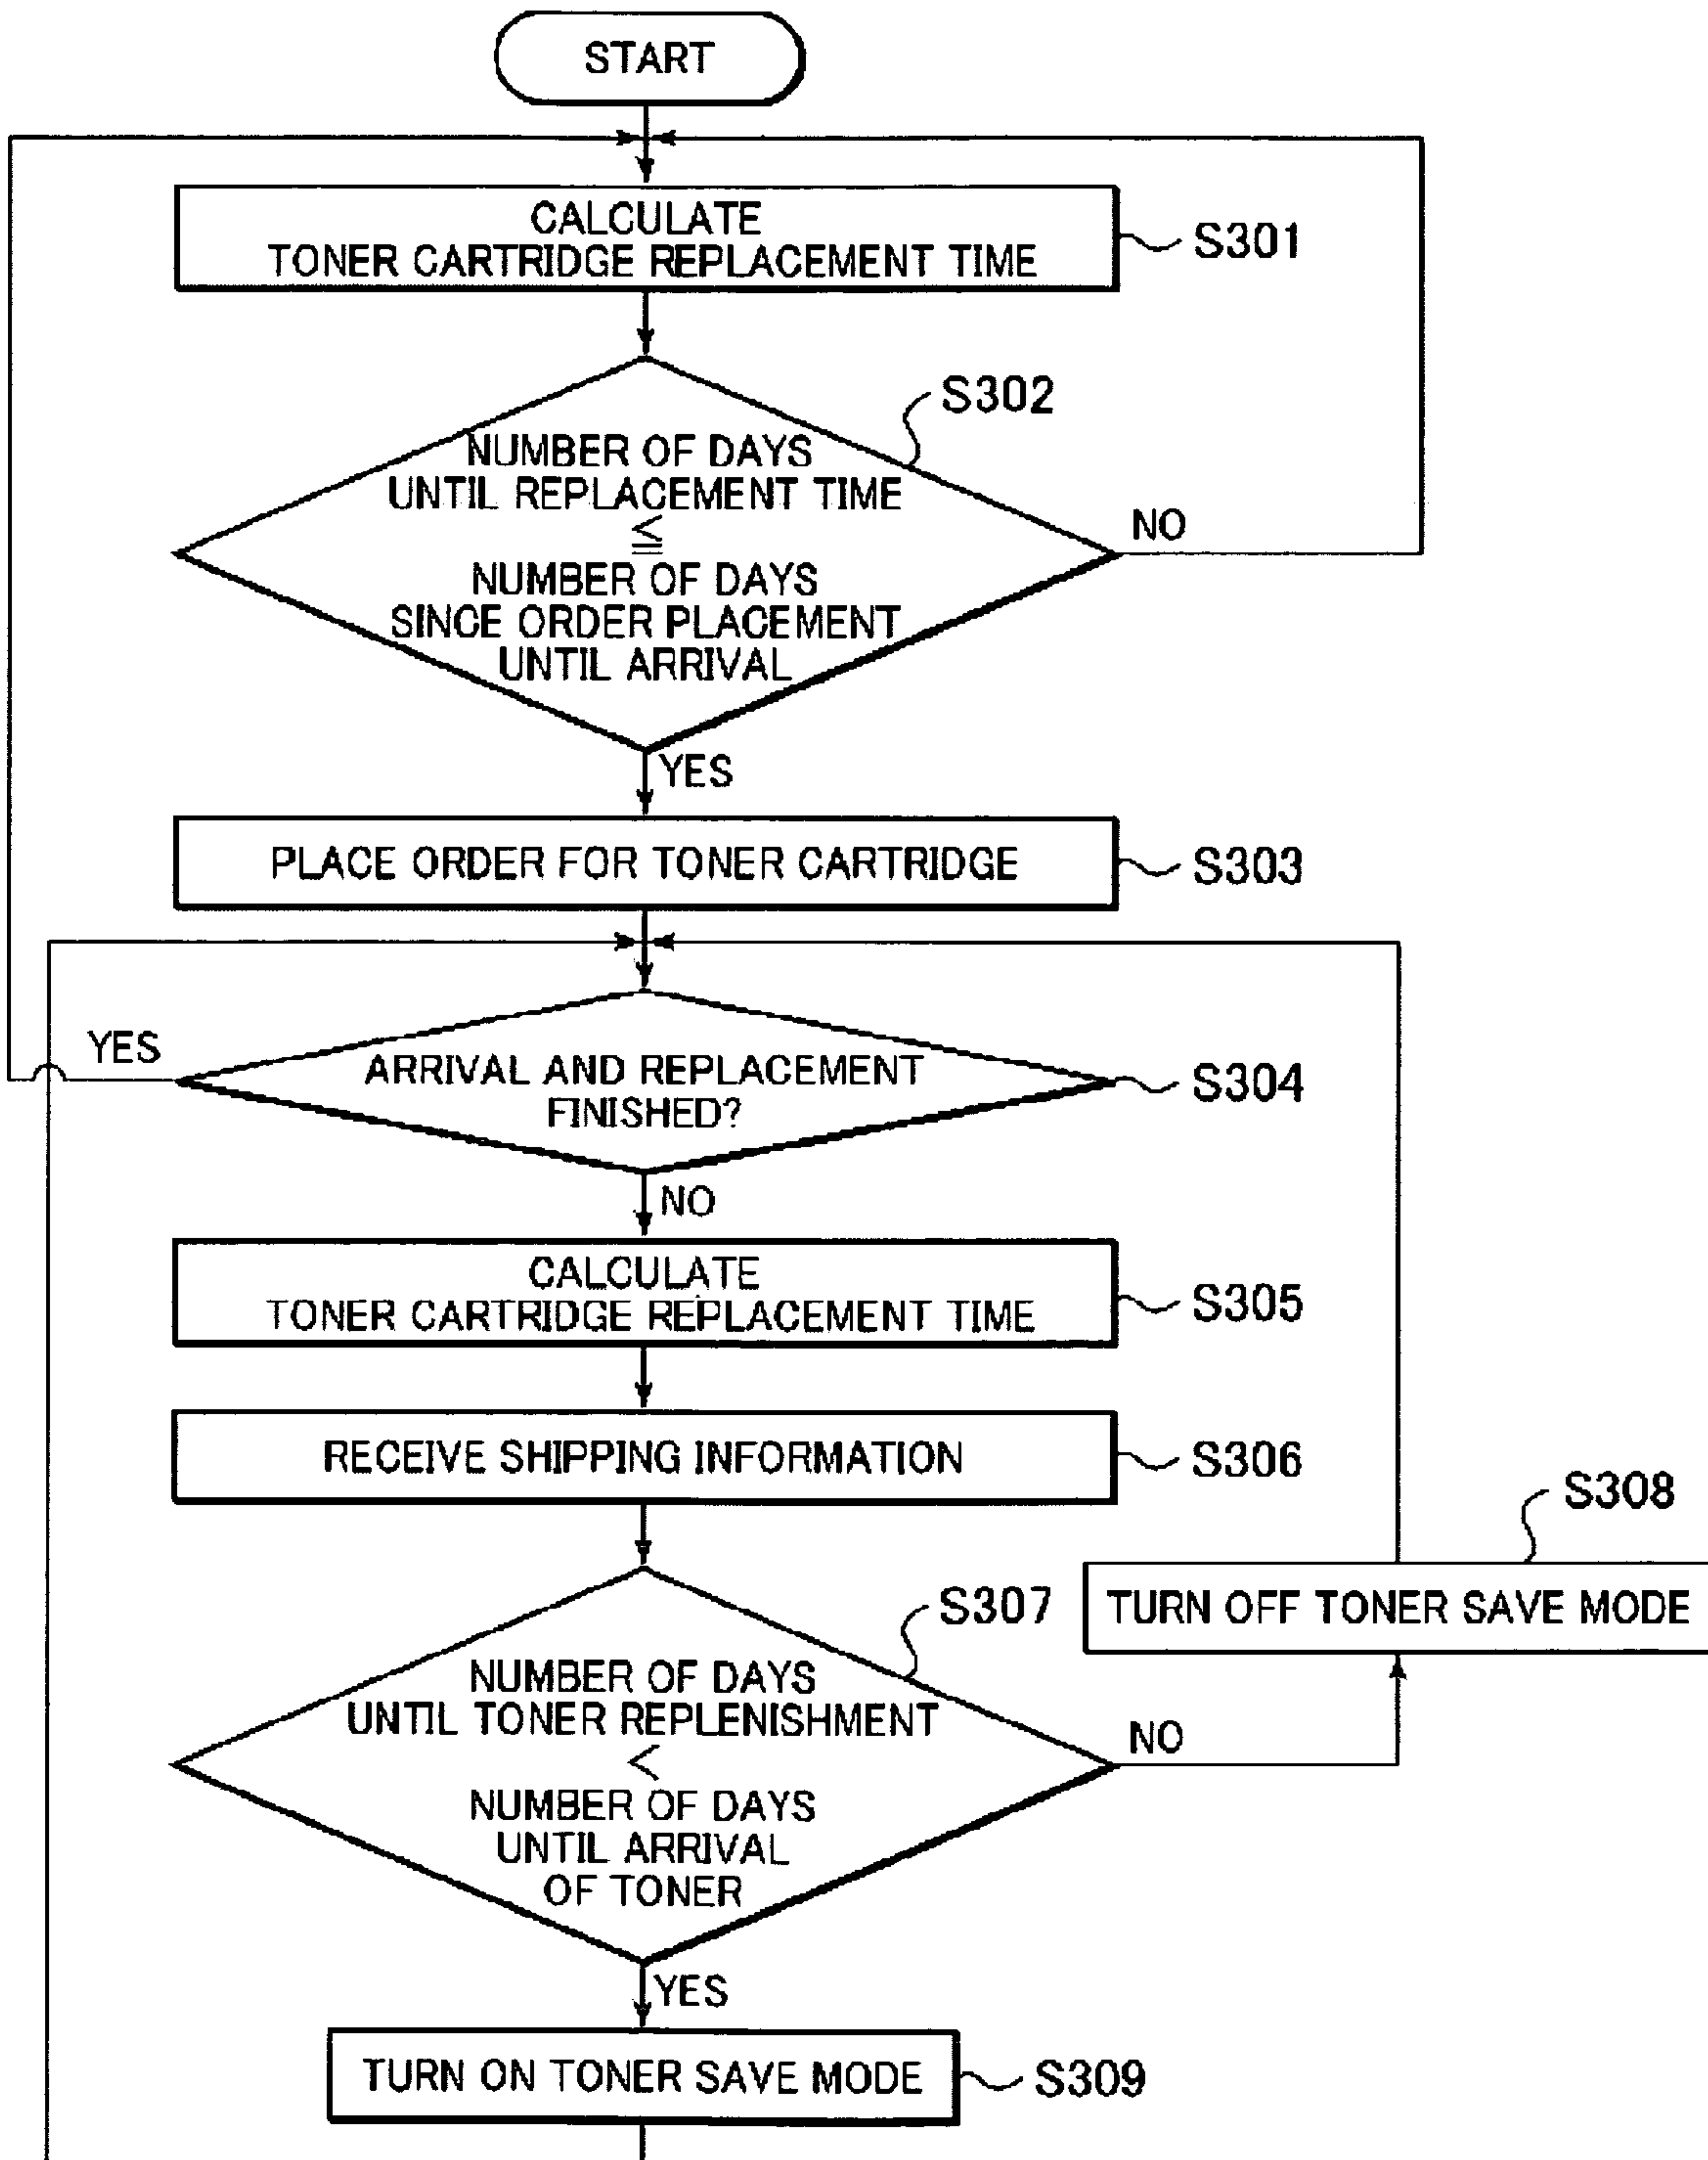 START
CALCULATE
TONER CARTRIDGE REPLACEMENT TIME
S301
S302
NUMBER OF DAYS
UNTIL REPLACEMENT TIME
≦
NUMBER OF DAYS
SINCE ORDER PLACEMENT
UNTIL ARRIVAL
NO
YES
PLACE ORDER FOR TONER CARTRIDGE
S303
YES
ARRIVAL AND REPLACEMENT
FINISHED?
S304
NO
CALCULATE
TONER CARTRIDGE REPLACEMENT TIME
S305
RECEIVE SHIPPING INFORMATION
S306
S308
TURN OFF TONER SAVE MODE
S307
NUMBER OF DAYS
UNTIL TONER REPLENISHMENT
<
NUMBER OF DAYS
UNTIL ARRIVAL
OF TONER
NO
YES
TURN ON TONER SAVE MODE
S309